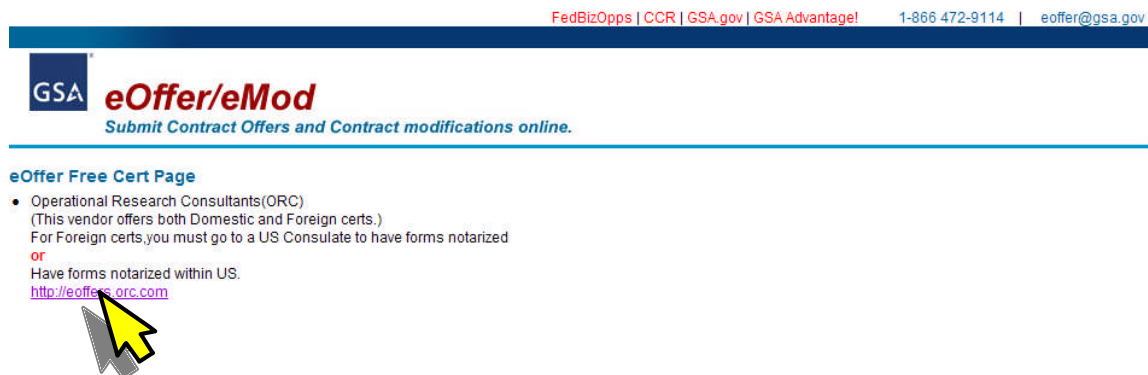 FedBizOpps | CCR | GSA.gov | GSA Advantage! 1-866 472-9114 | eoffer@gsa.gov
GSA
eOffer/eMod
Submit Contract Offers and Contract modifications online.
eOffer Free Cert Page
• Operational Research Consultants(ORC)
(This vendor offers both Domestic and Foreign certs.)
For Foreign certs,you must go to a US Consulate to have forms notarized
or
Have forms notarized within US.
http://eoffers.orc.com